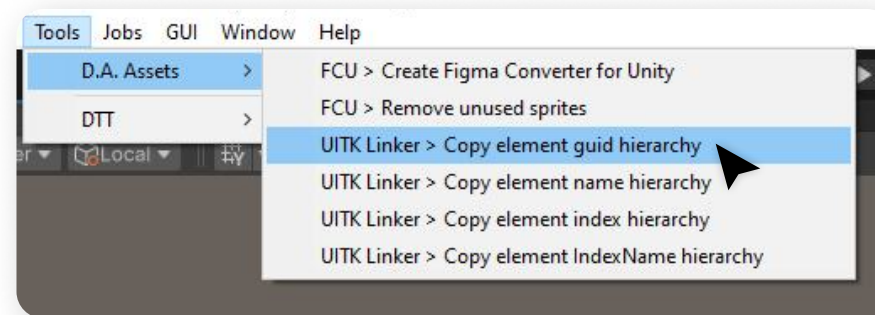 Tools Jobs GUI Window Help
D.A. Assets >
DTT >
FCU > Create Figma Converter for Unity
FCU > Remove unused sprites
UITK Linker > Copy element guid hierarchy
UITK Linker > Copy element name hierarchy
UITK Linker > Copy element index hierarchy
UITK Linker > Copy element IndexName hierarchy
er Local